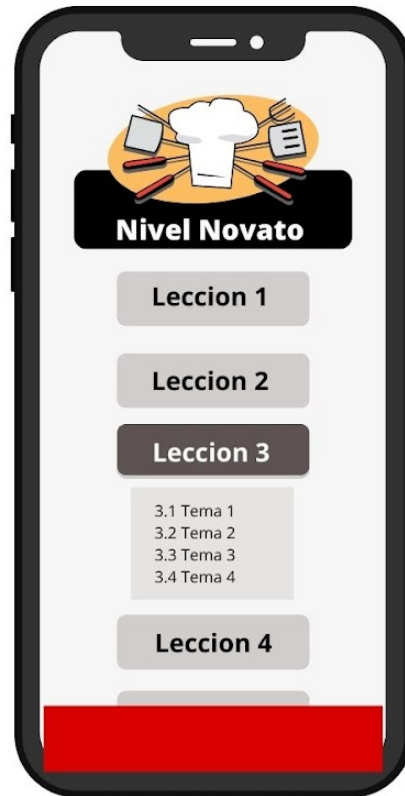 Nivel Novato
Leccion 1
Leccion 2
Leccion 3
3.1 Tema 1
3.2 Tema 2
3.3 Tema 3
3.4 Tema 4
Leccion 4